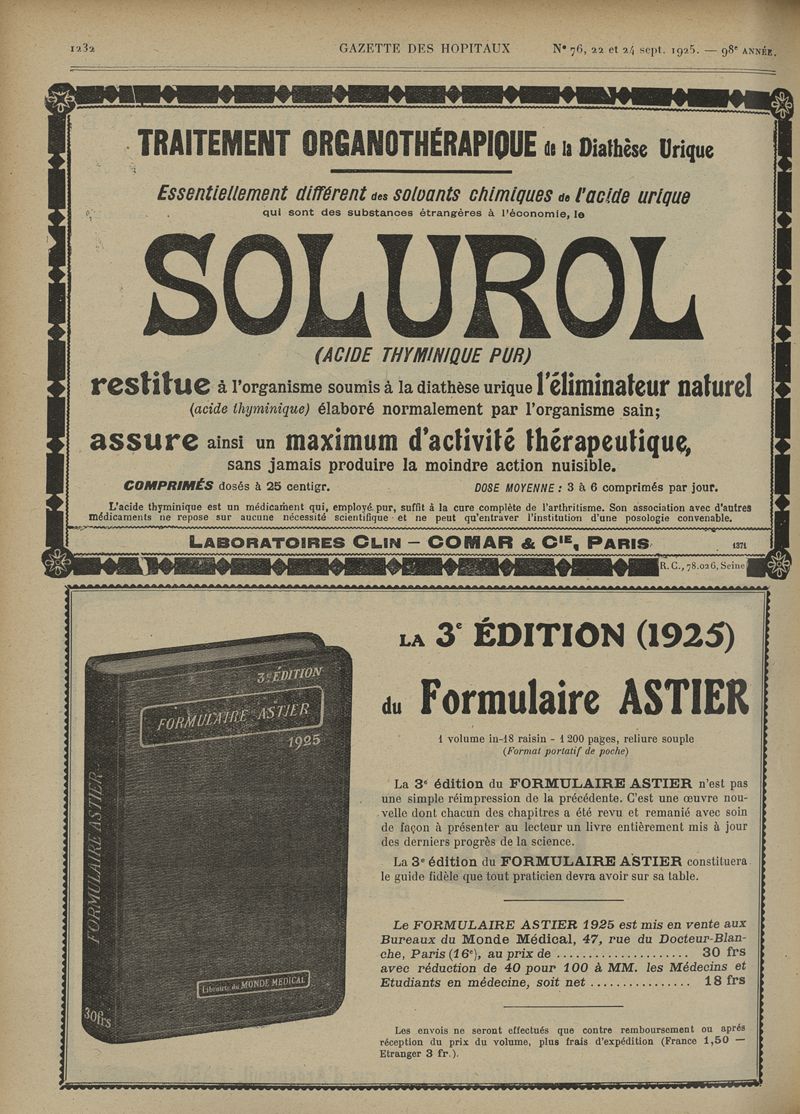 1232 GAZETTE DES HOPITAUX N° 76, 22 et 24 sept. 1925. — 98e ANNÉE.
TRAITEMENT ORGANOTHÉRAPIQUE de la Diathèse Urique
Essentiellement différent des solvants chimiques de l'acide urique
qui sont des substances étrangères à l'économie, le
SOLUROL
(ACIDE THYMINIQUE PUR)
restitue à l'organisme soumis à la diathèse urique l'éliminateur naturel
(acide thyminique) élaboré normalement par l'organisme sain;
assure ainsi un maximum d'activité thérapeutique,
sans jamais produire la moindre action nuisible.
COMPRIMÉS dosés à 25 centigr. DOSE MOYENNE : 3 à 6 comprimés par jour.
L'acide thyminique est un médicament qui, employé pur, suffit à la cure complète de l'arthritisme. Son association avec d'autres
médicaments ne repose sur aucune nécessité scientifique et ne peut qu'entraver l'institution d'une posologie convenable.
LABORATOIRES CLIN — COMAR & CIE, PARIS 1371
R. C., 78.026, Seine
3e ÉDITION
FORMULAIRE ASTIER
1925
FORMULAIRE ASTIER
Librairie du MONDE MEDICAL
30frs
LA 3e ÉDITION (1925)
du Formulaire ASTIER
1 volume in-18 raisin - 1 200 pages, reliure souple
(Format portatif de poche)
La 3e édition du FORMULAIRE ASTIER n'est pas
une simple réimpression de la précédente. C'est une œuvre nou-
velle dont chacun des chapitres a été revu et remanié avec soin
de façon à présenter au lecteur un livre entièrement mis à jour
des derniers progrès de la science.
La 3e édition du FORMULAIRE ASTIER constituera
le guide fidèle que tout praticien devra avoir sur sa table.
Le FORMULAIRE ASTIER 1925 est mis en vente aux
Bureaux du Monde Médical, 47, rue du Docteur-Blan-
che, Paris (16e), au prix de ..................... 30 frs
avec réduction de 40 pour 100 à MM. les Médecins et
Etudiants en médecine, soit net ................ 18 frs
Les envois ne seront effectués que contre remboursement ou après
réception du prix du volume, plus frais d'expédition (France 1,50 —
Etranger 3 fr.).